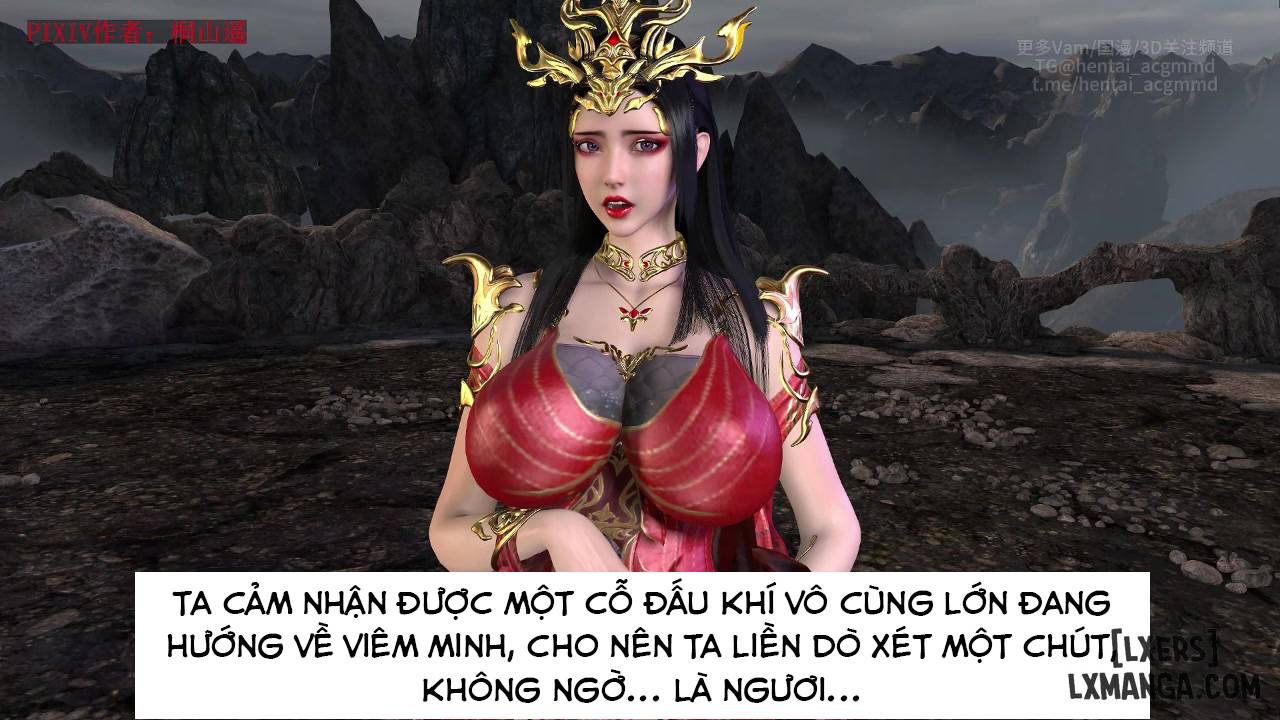 PIXIV作者：桐山遥
更多Vam/国漫/3D关注频道
TG@hentai_acgmmd
t.me/hentai_acgmmd
TA CẢM NHẬN ĐƯỢC MỘT CỖ ĐẤU KHÍ VÔ CÙNG LỚN ĐANG
HƯỚNG VỀ VIÊM MINH, CHO NÊN TA LIỀN DÒ XÉT MỘT CHÚT,
KHÔNG NGỜ... LÀ NGƯƠI...
[LXERS]
LXMANGA.COM